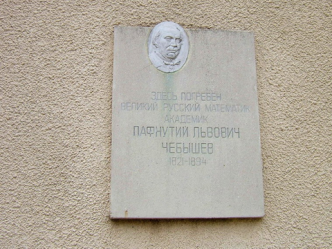 ЗДЕСЬ ПОГРЕБЕН
ВЕЛИКИЙ РУССКИЙ МАТЕМАТИК
АКАДЕМИК
ПАФНУТИЙ ЛЬВОВИЧ
ЧЕБЫШЕВ
1821-1894